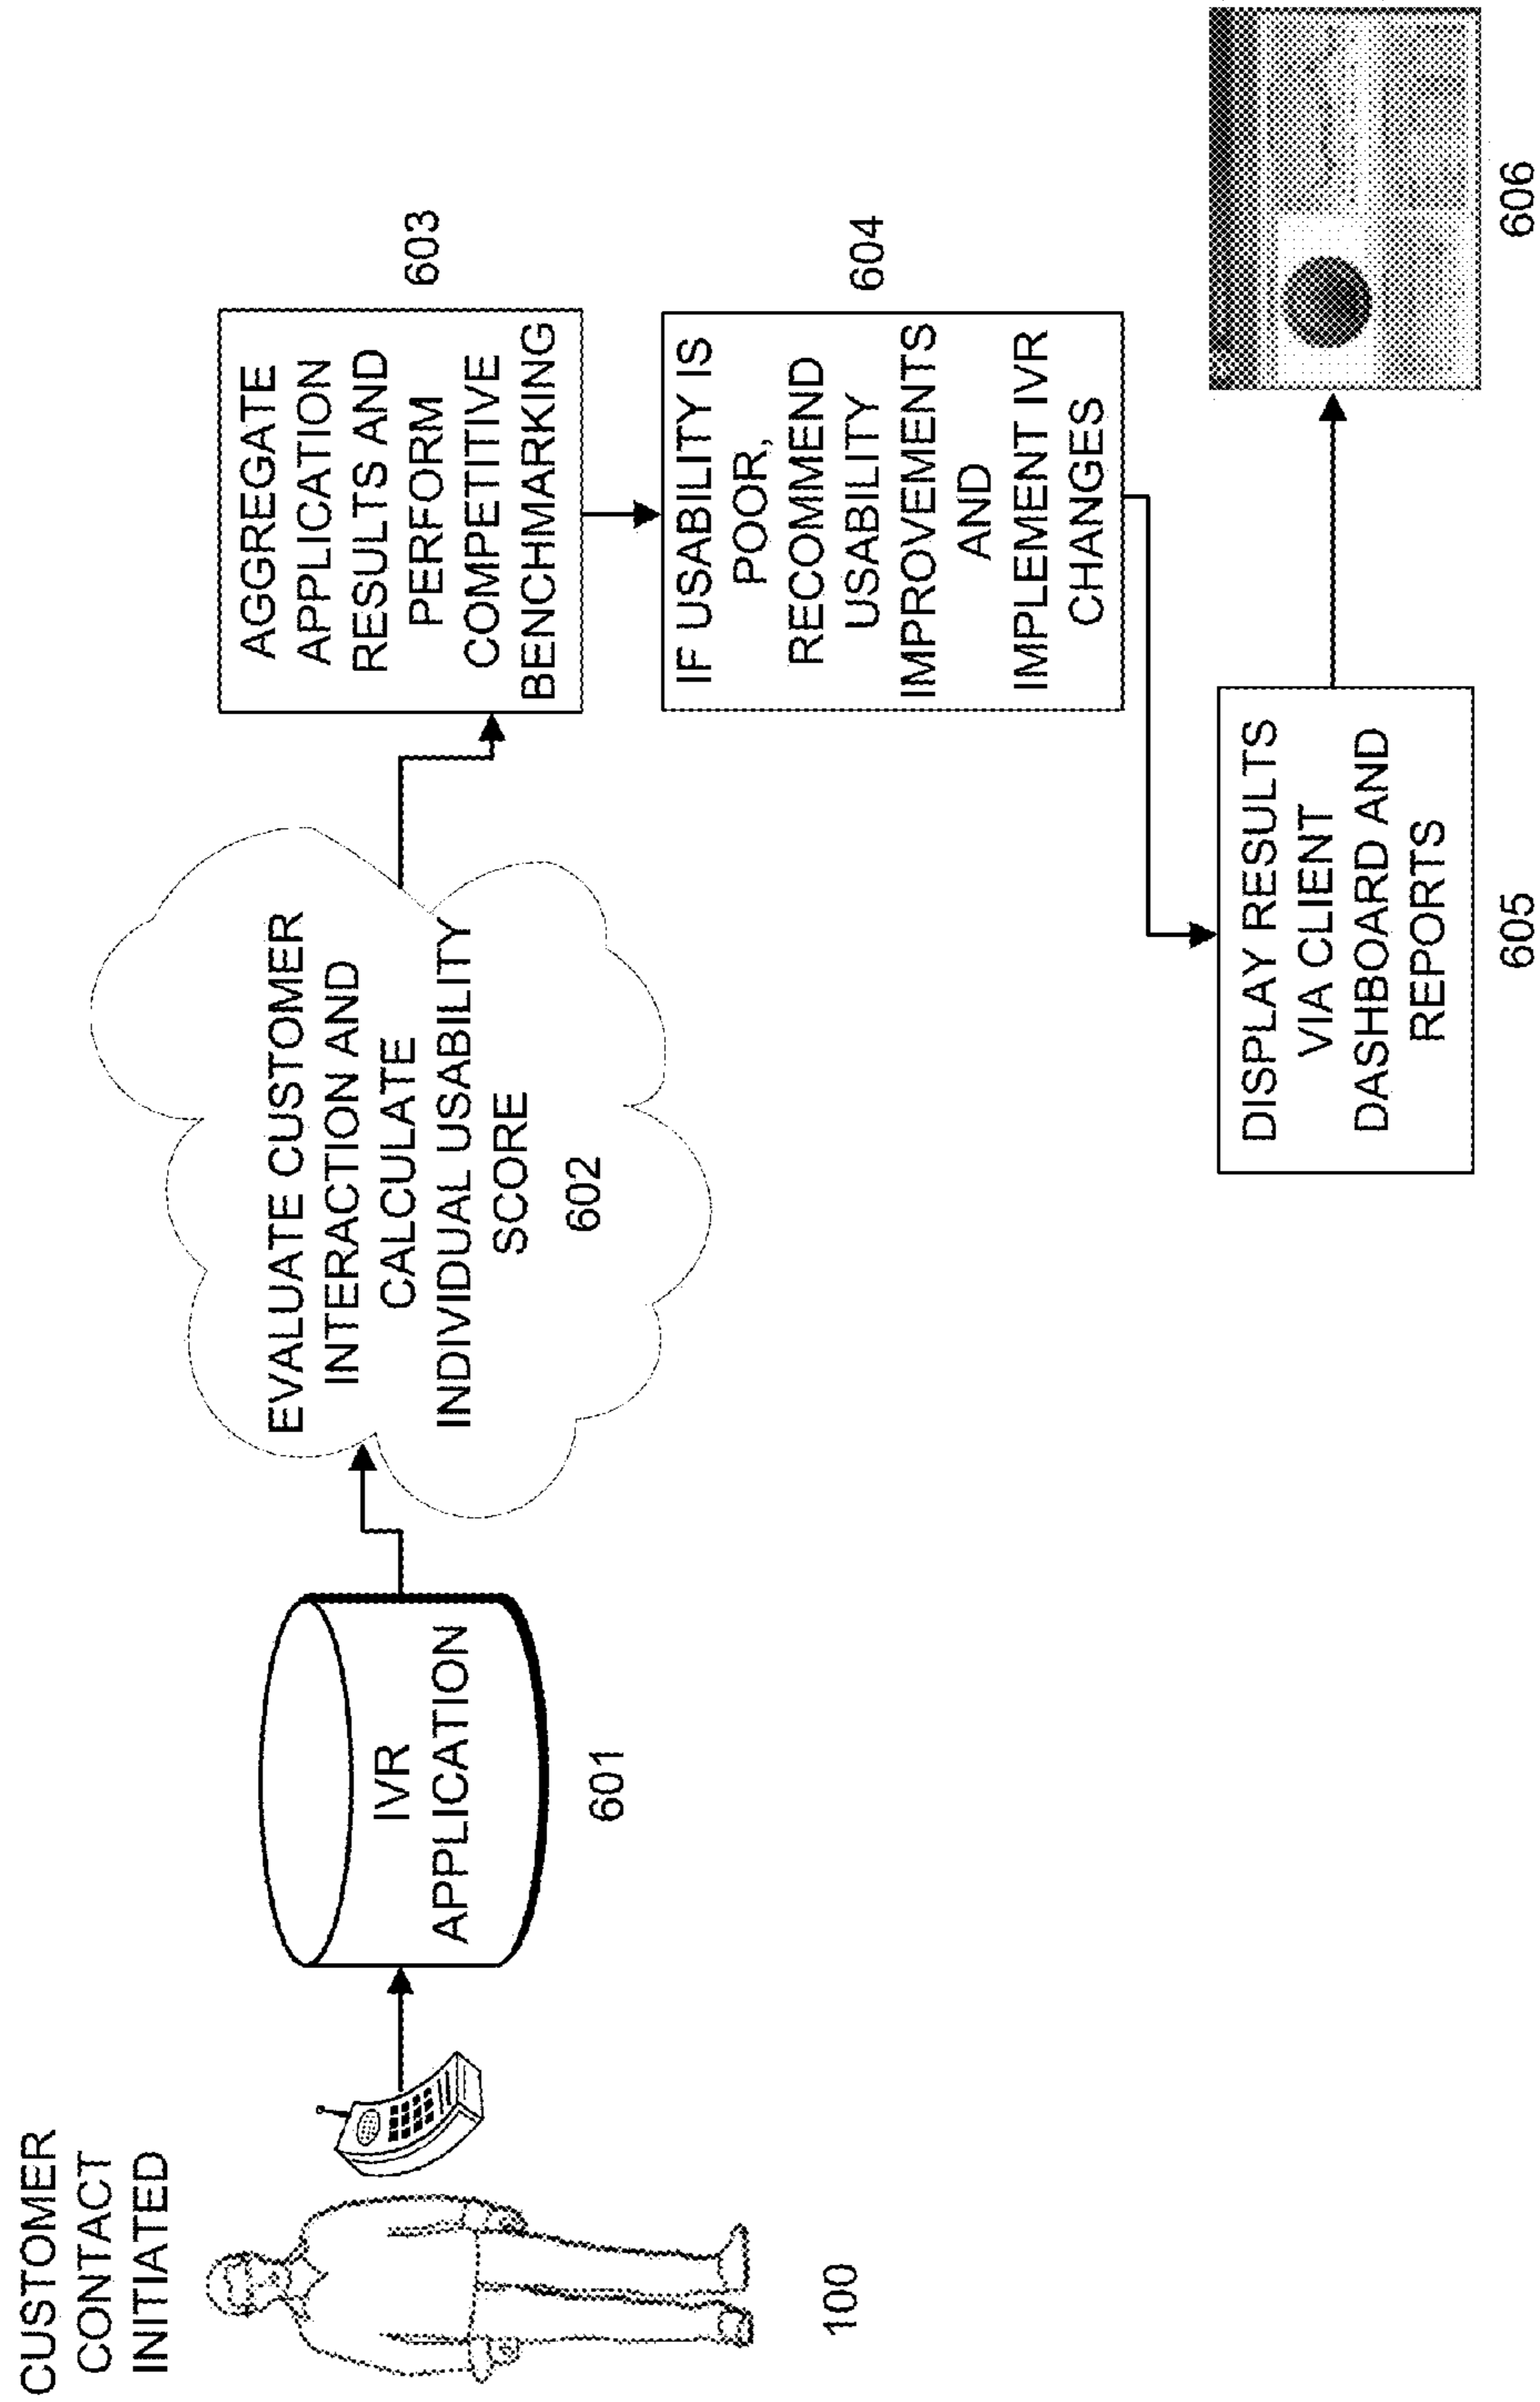 CUSTOMER
CONTACT
INITIATED
100
IVR
APPLICATION
601
EVALUATE CUSTOMER
INTERACTION AND
CALCULATE
INDIVIDUAL USABILITY
SCORE
602
AGGREGATE
APPLICATION
RESULTS AND
PERFORM
COMPETITIVE
BENCHMARKING
603
IF USABILITY IS
POOR,
RECOMMEND
USABILITY
IMPROVEMENTS
AND
IMPLEMENT IVR
CHANGES
604
DISPLAY RESULTS
VIA CLIENT
DASHBOARD AND
REPORTS
605
606